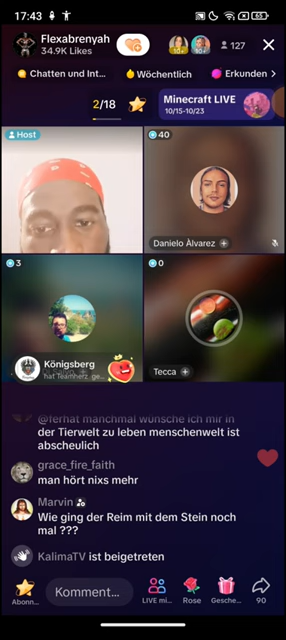 17:43
65
Flexabrenyah
34.9K Likes
127
Chatten und Int...
Wöchentlich
Erkunden
2/18
Minecraft LIVE
10/15-10/23
Host
40
Danielo Àlvarez
3
0
Königsberg
hat Teamherz ge...
Tecca
@ferhat manchmal wünsche ich mir in
der Tierwelt zu leben menschenwelt ist
abscheulich
grace_fire_faith
man hört nixs mehr
Marvin
Wie ging der Reim mit dem Stein noch
mal ???
KalimaTV ist beigetreten
Abonn...
Komment...
LIVE mi...
Rose
Gesche...
90